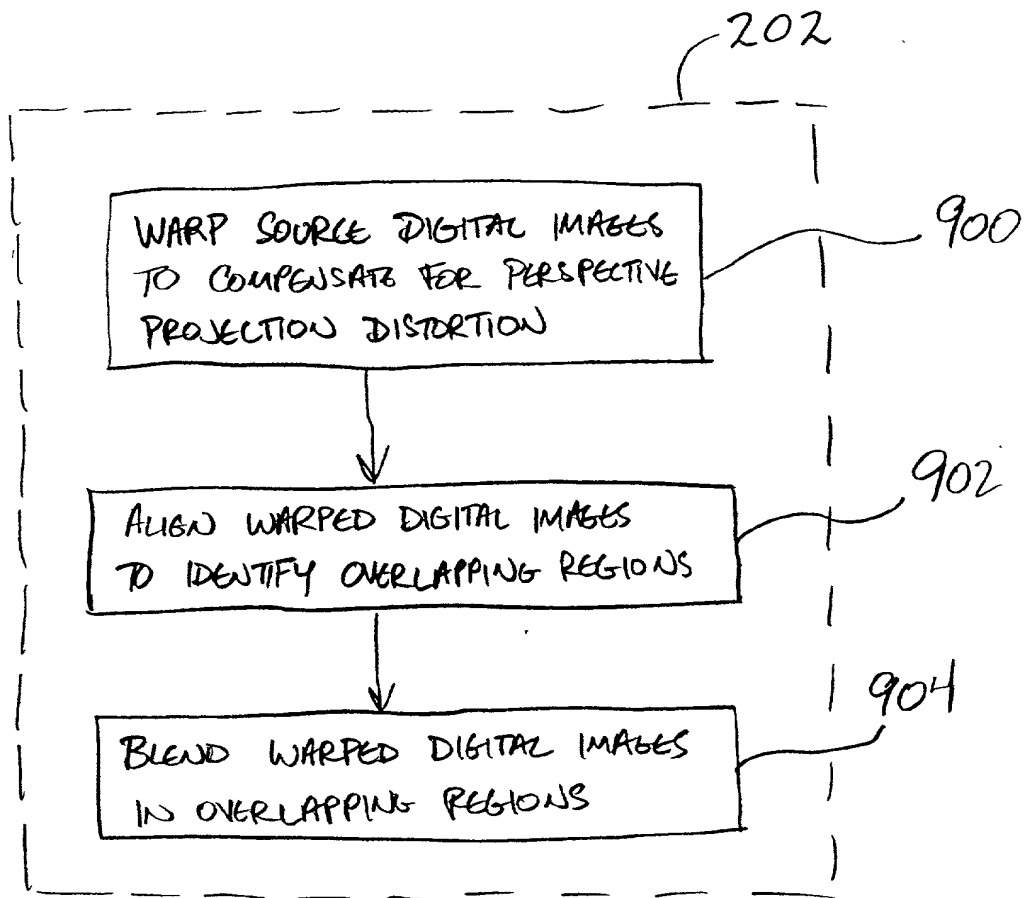 202
WARP SOURCE DIGITAL IMAGES
TO COMPENSATE FOR PERSPECTIVE
PROJECTION DISTORTION
900
ALIGN WARPED DIGITAL IMAGES
TO IDENTIFY OVERLAPPING REGIONS
902
BLEND WARPED DIGITAL IMAGES
IN OVERLAPPING REGIONS
904